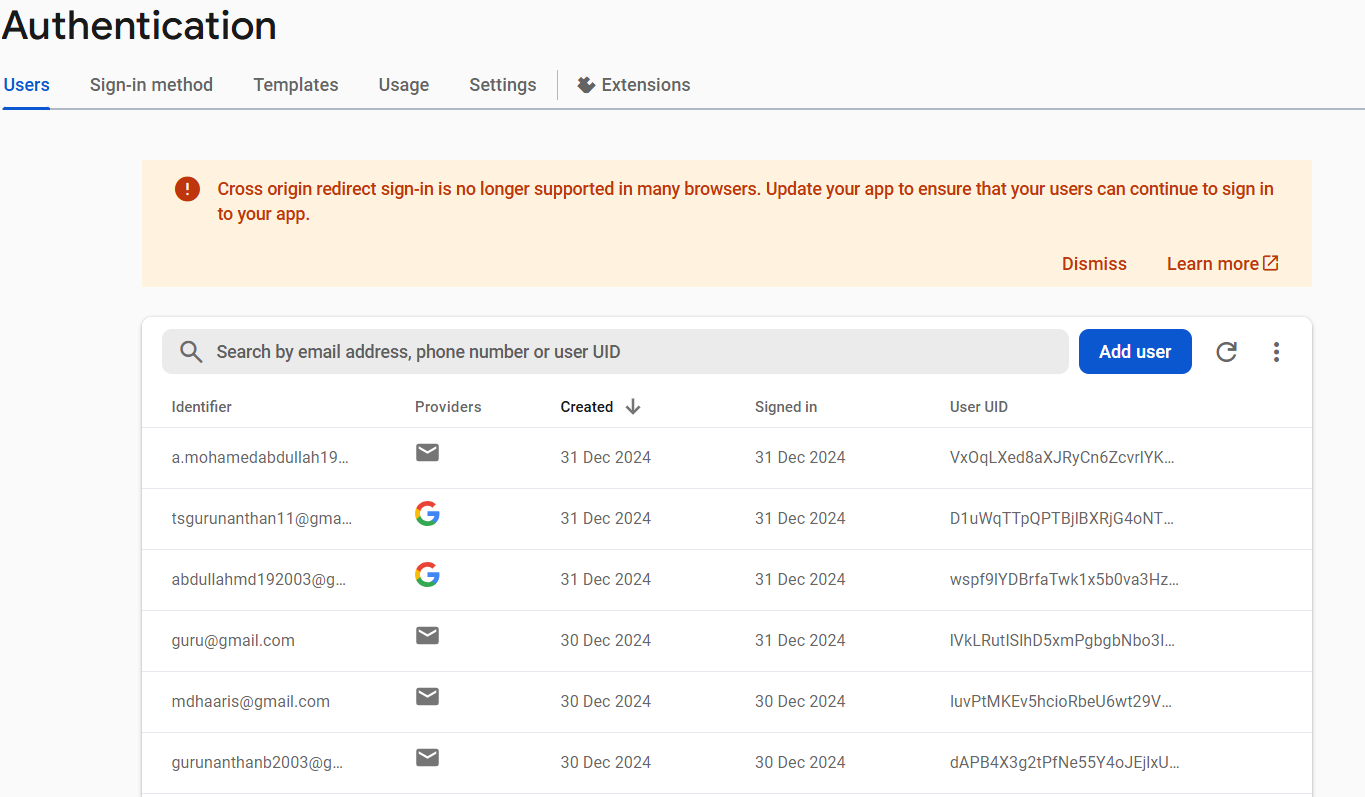 Authentication
Users Sign-in method Templates Usage Settings Extensions
Cross origin redirect sign-in is no longer supported in many browsers. Update your app to ensure that your users can continue to sign in
to your app.
Dismiss Learn more
Search by email address, phone number or user UID Add user
Identifier Providers Created Signed in User UID
a.mohamedabdullah19... 31 Dec 2024 31 Dec 2024 VxOqLXed8aXJRyCn6ZcvrlYK...
tsgurunanthan11@gma... 31 Dec 2024 31 Dec 2024 D1uWqTTpQPTBjIBXRjG4oNT...
abdullahmd192003@g... 31 Dec 2024 31 Dec 2024 wspf9lYDBrfaTwk1x5b0va3Hz...
guru@gmail.com 30 Dec 2024 31 Dec 2024 lVkLRutISlhD5xmPgbgbNbo3I...
mdhaaris@gmail.com 30 Dec 2024 30 Dec 2024 IuvPtMKEv5hcioRbeU6wt29V...
gurunanthanb2003@g... 30 Dec 2024 30 Dec 2024 dAPB4X3g2tPfNe55Y4oJEjIxU...